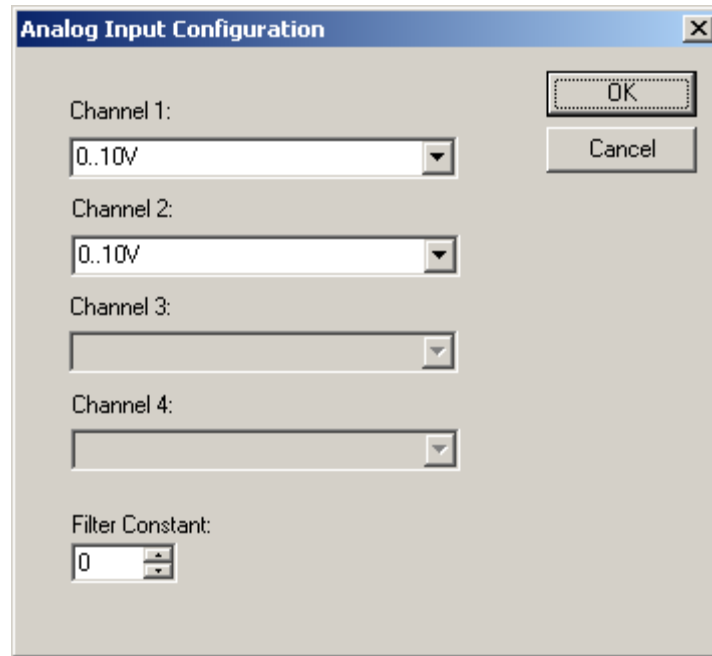 Analog Input Configuration
Channel 1:
0..10V
OK
Cancel
Channel 2:
0..10V
Channel 3:
Channel 4:
Filter Constant:
0